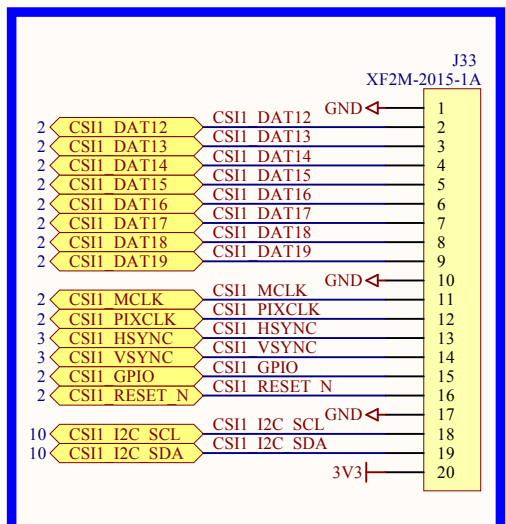 J33
XF2M-2015-1A
GND 1
2 CSI1_DAT12 CSI1_DAT12 2
2 CSI1_DAT13 CSI1_DAT13 3
2 CSI1_DAT14 CSI1_DAT14 4
2 CSI1_DAT15 CSI1_DAT15 5
2 CSI1_DAT16 CSI1_DAT16 6
2 CSI1_DAT17 CSI1_DAT17 7
2 CSI1_DAT18 CSI1_DAT18 8
2 CSI1_DAT19 CSI1_DAT19 9
GND 10
2 CSI1_MCLK CSI1_MCLK 11
2 CSI1_PIXCLK CSI1_PIXCLK 12
3 CSI1_HSYNC CSI1_HSYNC 13
3 CSI1_VSYNC CSI1_VSYNC 14
2 CSI1_GPIO CSI1_GPIO 15
2 CSI1_RESET_N CSI1_RESET_N 16
GND 17
10 CSI1_I2C_SCL CSI1_I2C_SCL 18
10 CSI1_I2C_SDA CSI1_I2C_SDA 19
3V3 20